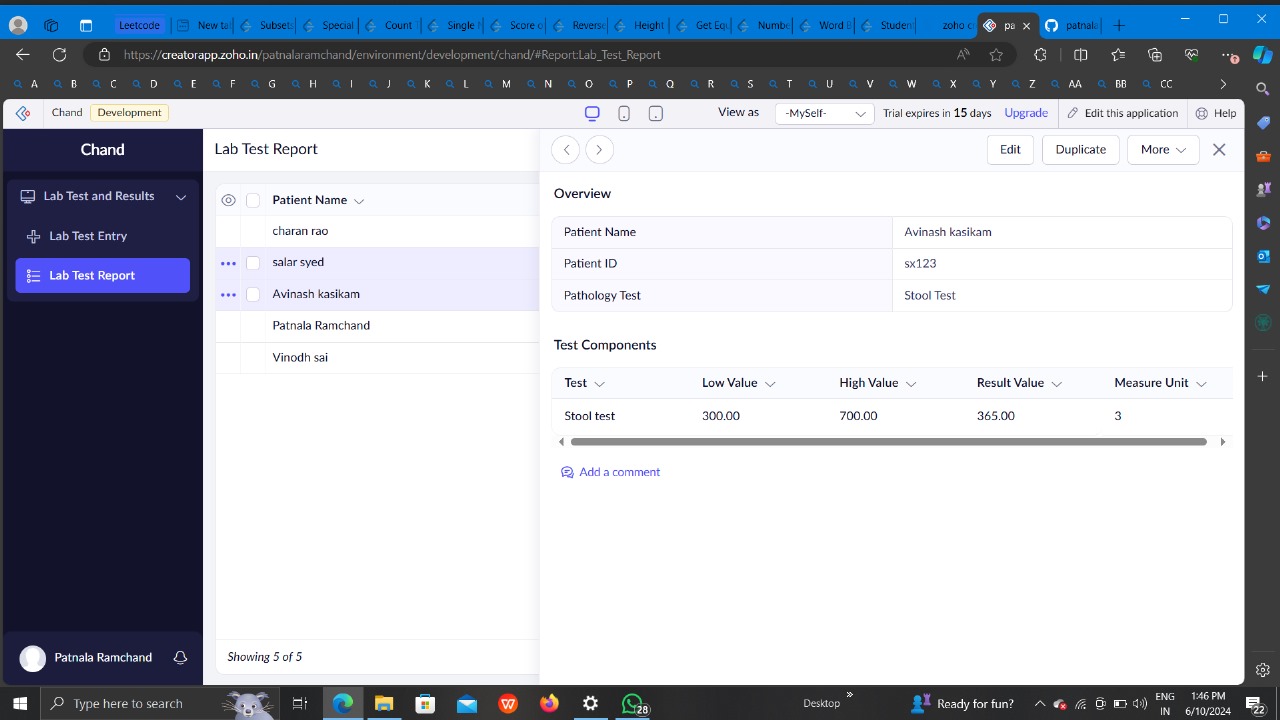 Leetcode
New tal
Subsets
Special
Count
Single N
Score o
Reverse
Height
Get Equ
Numbe
Word B
Student
zoho c
pa
patnala
https://creatorapp.zoho.in/patnalaramchand/environment/development/chand/#Report:Lab_Test_Report
A B C D E F G H I J K L M N O P Q R S T U V W X Y Z AA BB CC
Chand Development
View as -MySelf- Trial expires in 15 days Upgrade Edit this application Help
Chand
Lab Test and Results
Lab Test Entry
Lab Test Report
Patnala Ramchand
Lab Test Report
Patient Name
charan rao
salar syed
Avinash kasikam
Patnala Ramchand
Vinodh sai
Showing 5 of 5
Edit Duplicate More
Overview
Patient Name Avinash kasikam
Patient ID sx123
Pathology Test Stool Test
Test Components
Test Low Value High Value Result Value Measure Unit
Stool test 300.00 700.00 365.00 3
Add a comment
Type here to search
28
Desktop
Ready for fun?
ENG
IN
1:46 PM
6/10/2024
22